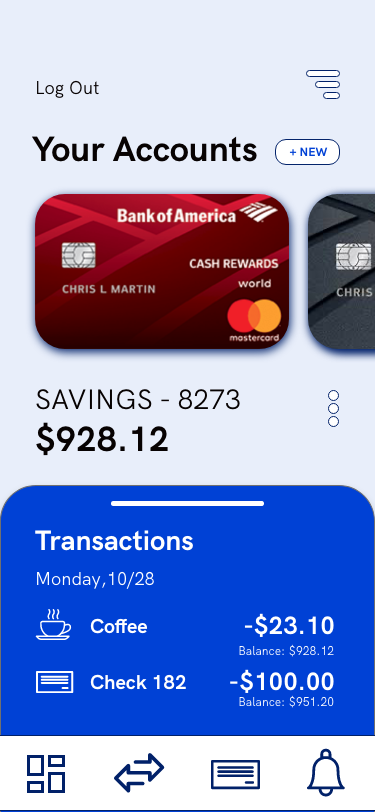 Log Out
Your Accounts
+ NEW
Bank of America
CASH REWARDS
CHRIS L MARTIN
world
mastercard
CHRIS
SAVINGS - 8273
$928.12
Transactions
Monday,10/28
Coffee -$23.10
Balance: $928.12
Check 182 -$100.00
Balance: $951.20